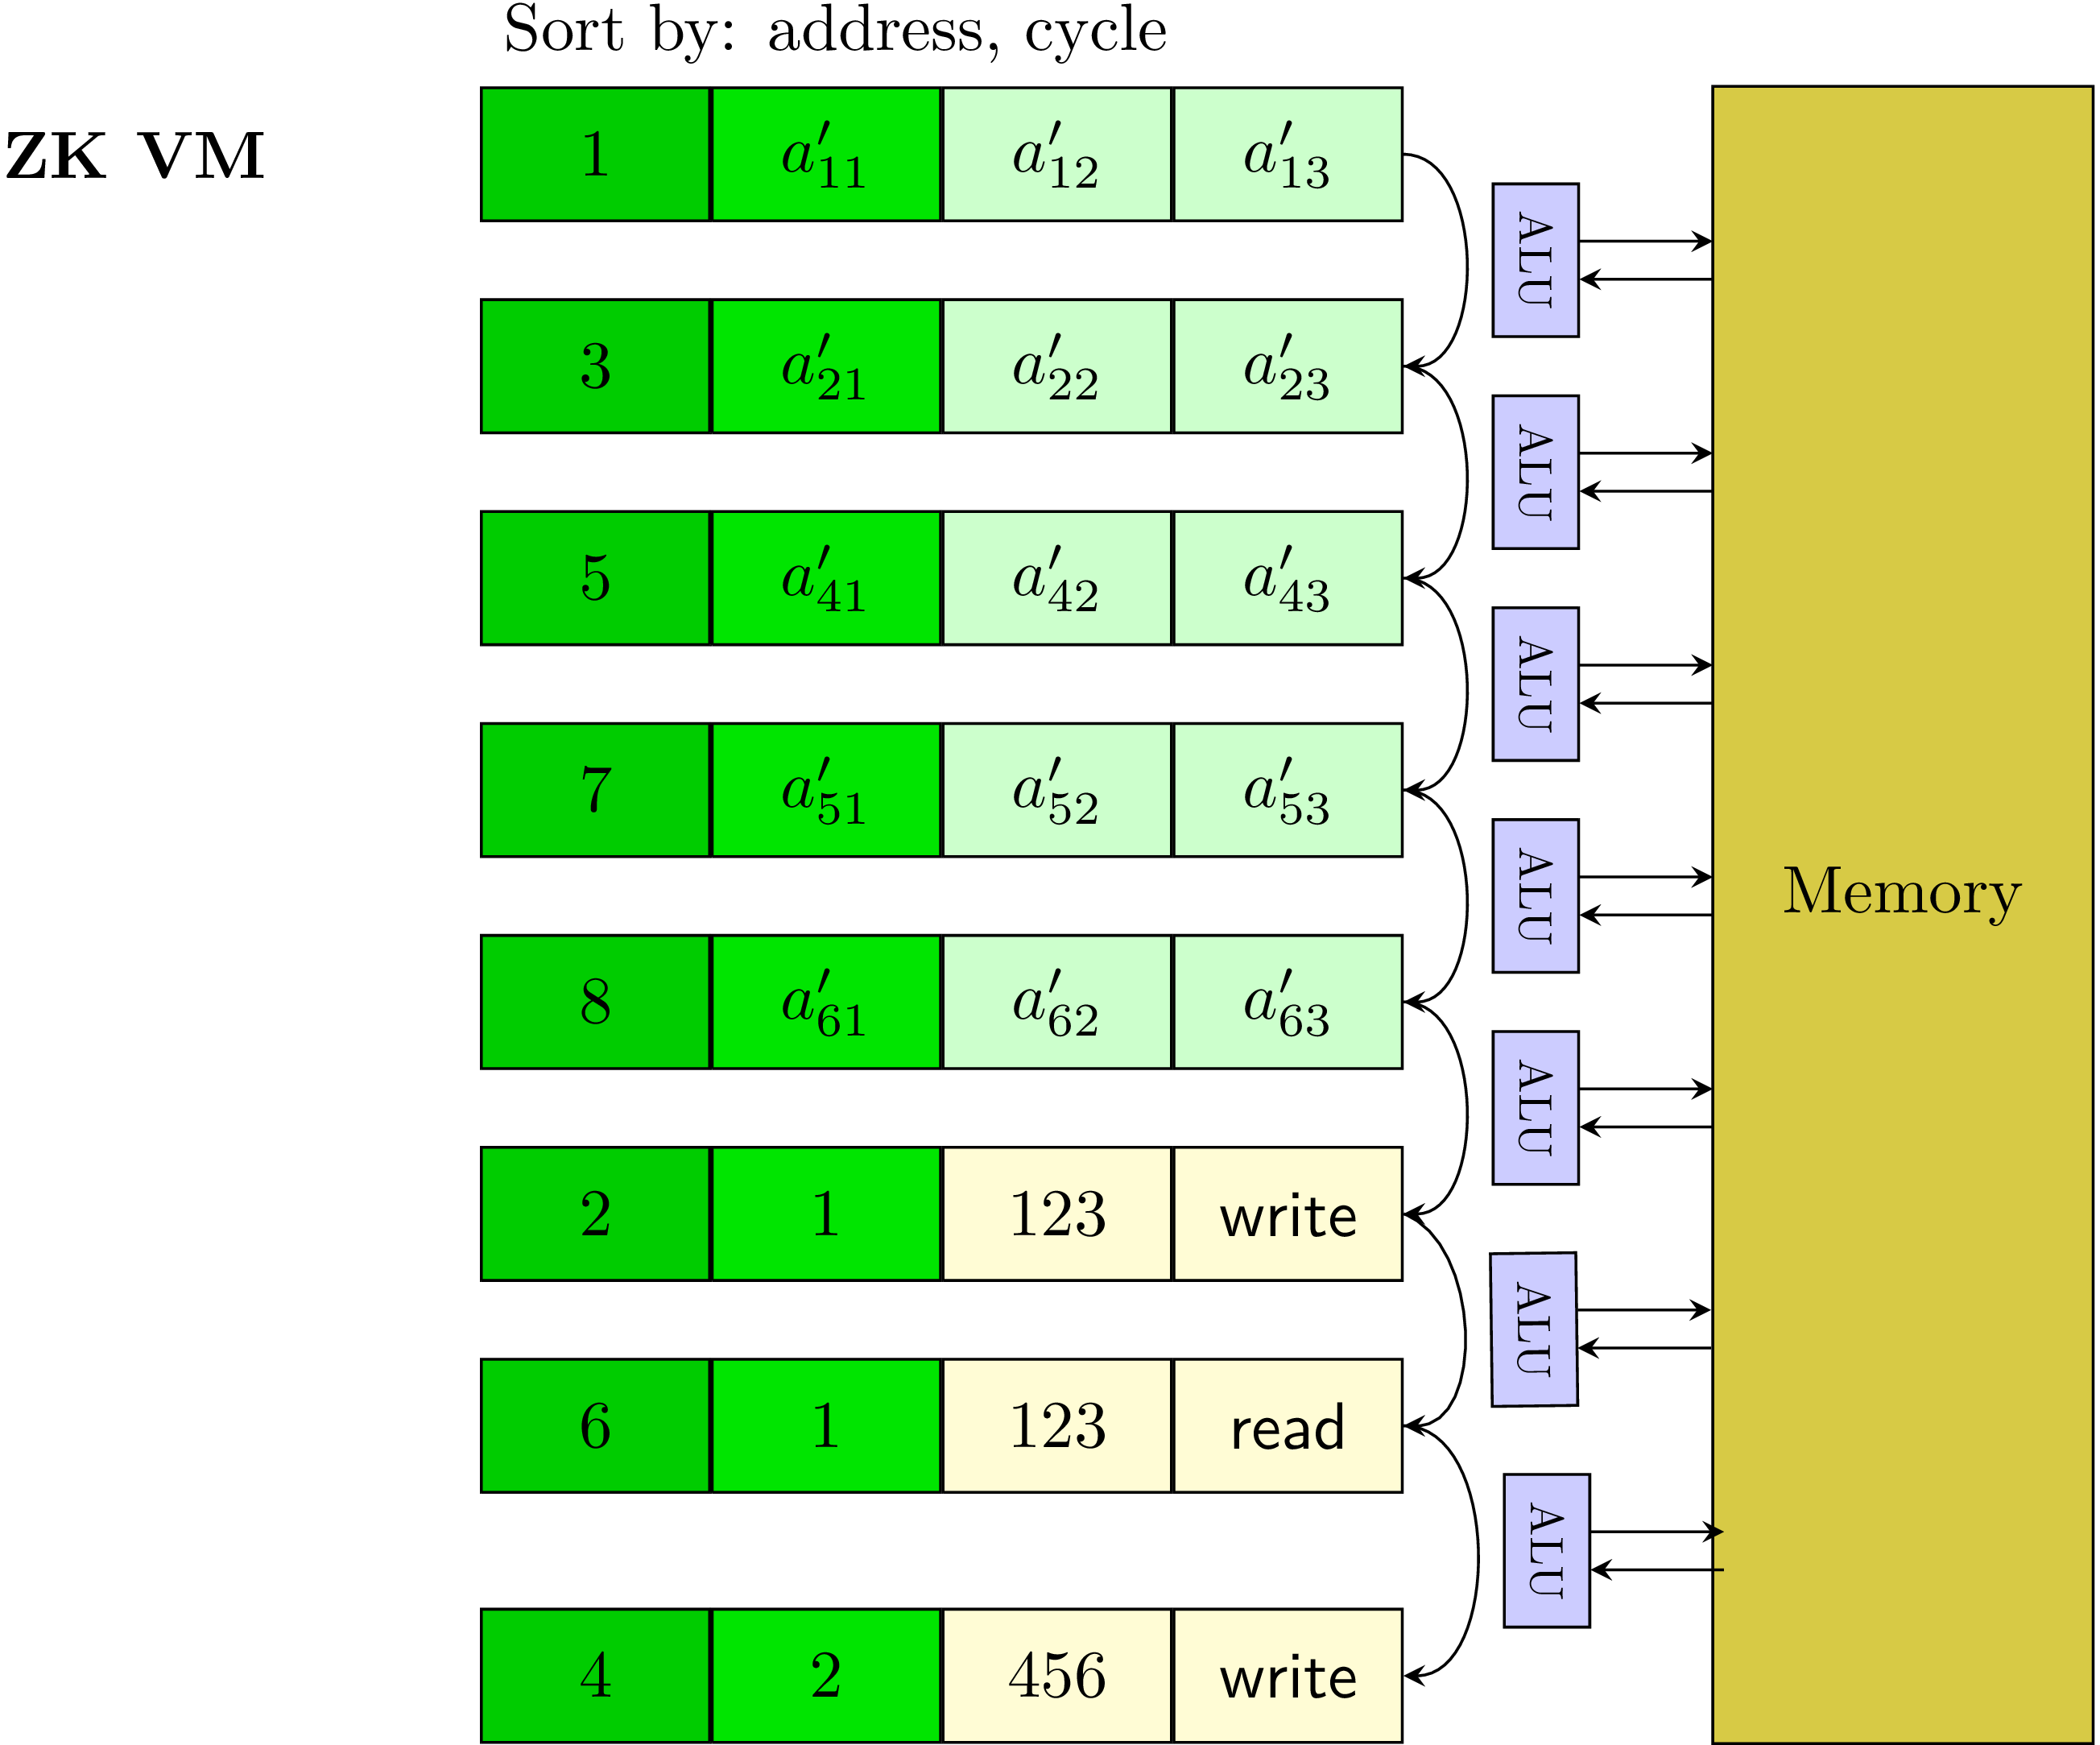 Sort by: address, cycle
ZK VM
1 a′11 a′12 a′13
ALU
3 a′21 a′22 a′23
ALU
5 a′41 a′42 a′43
ALU
7 a′51 a′52 a′53
ALU
Memory
8 a′61 a′62 a′63
ALU
2 1 123 write
ALU
6 1 123 read
ALU
4 2 456 write